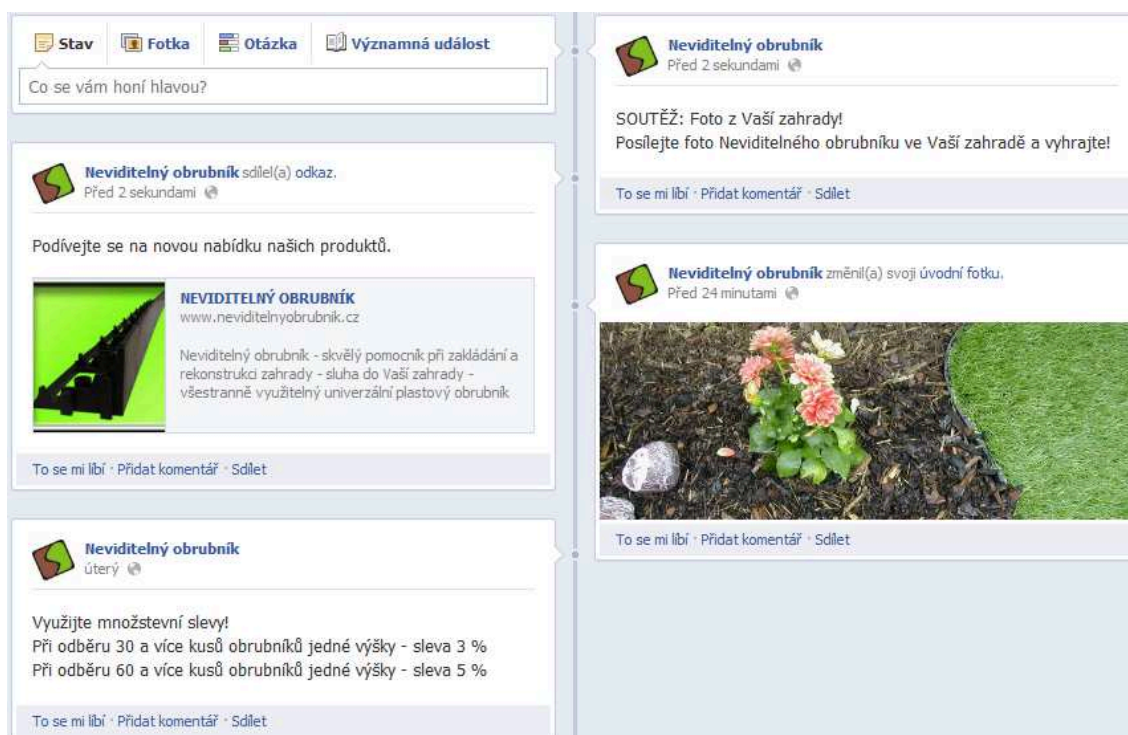 Stav Fotka Otázka Významná událost
Co se vám honí hlavou?
Neviditelný obrubník sdílel(a) odkaz.
Před 2 sekundami
Podívejte se na novou nabídku našich produktů.
NEVIDITELNÝ OBRUBNÍK
www.neviditelnyobrubnik.cz
Neviditelný obrubník - skvělý pomocník při zakládání a
rekonstrukci zahrady - sluha do Vaší zahrady -
všestranně využitelný univerzální plastový obrubník
To se mi líbí · Přidat komentář · Sdílet
Neviditelný obrubník
úterý
Využijte množstevní slevy!
Při odběru 30 a více kusů obrubníků jedné výšky - sleva 3 %
Při odběru 60 a více kusů obrubníků jedné výšky - sleva 5 %
To se mi líbí · Přidat komentář · Sdílet
Neviditelný obrubník
Před 2 sekundami
SOUTĚŽ: Foto z Vaší zahrady!
Posílejte foto Neviditelného obrubníku ve Vaší zahradě a vyhrajte!
To se mi líbí · Přidat komentář · Sdílet
Neviditelný obrubník změnil(a) svoji úvodní fotku.
Před 24 minutami
To se mi líbí · Přidat komentář · Sdílet